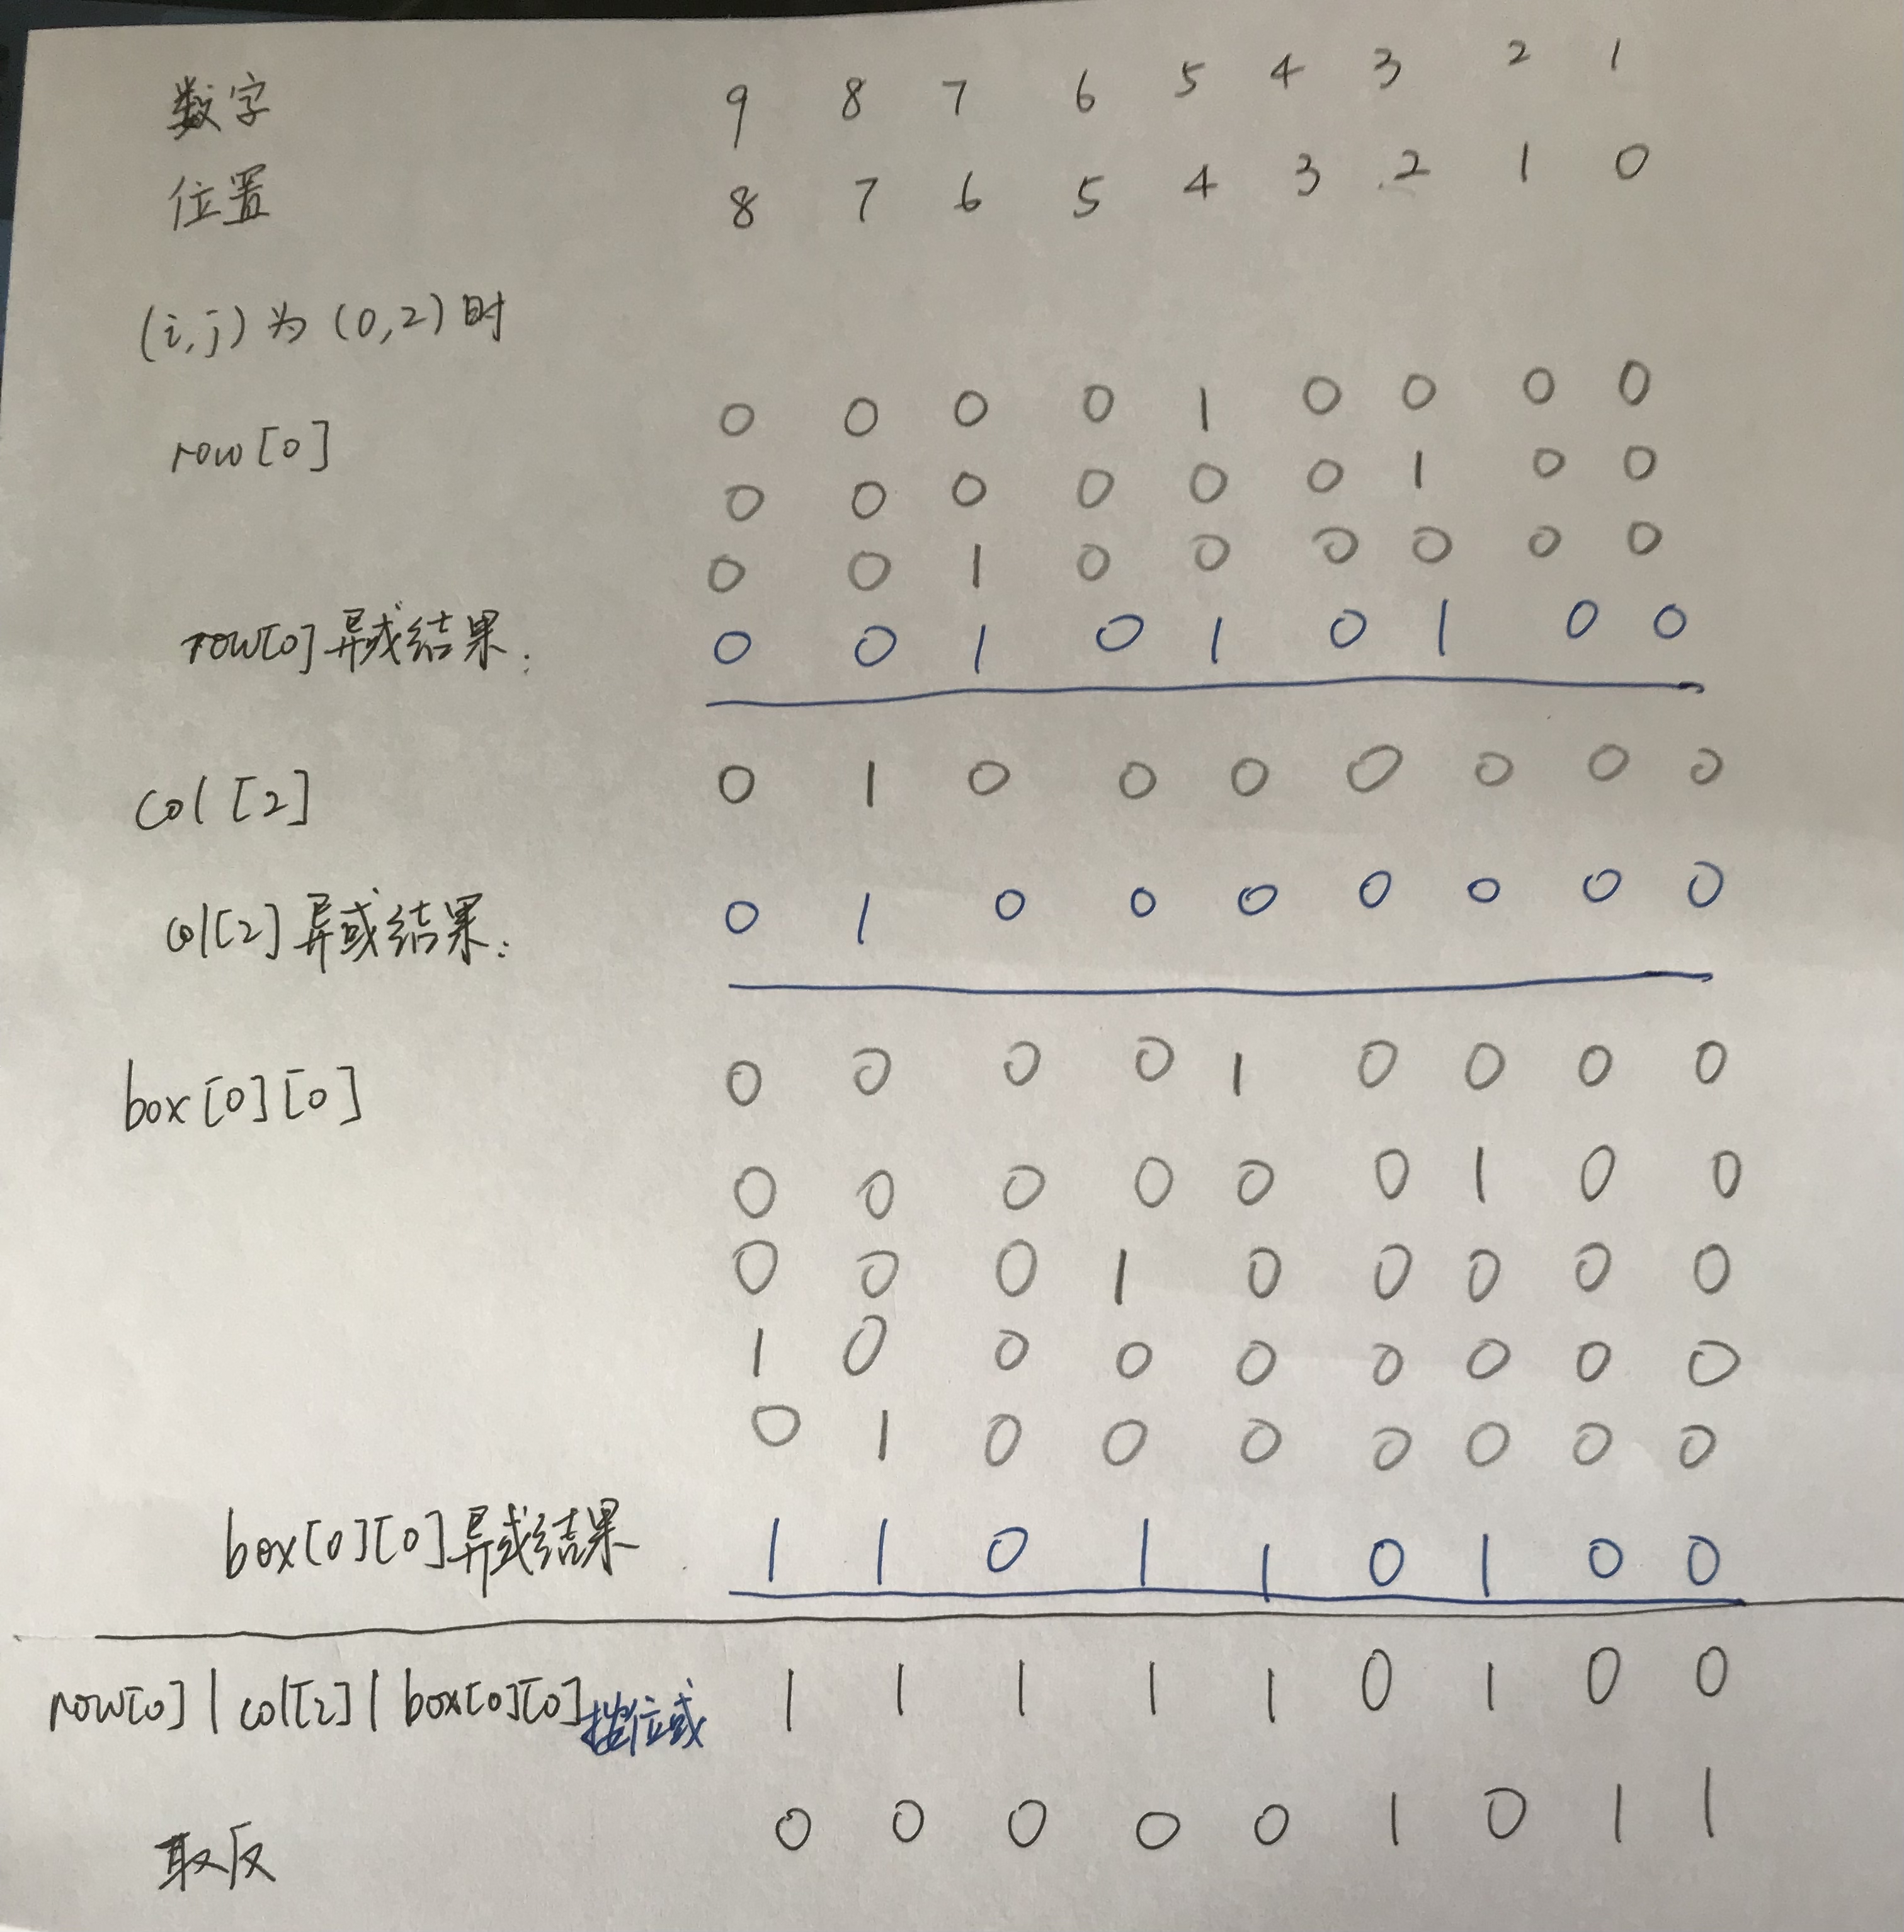 数字 9 8 7 6 5 4 3 2 1
位置 8 7 6 5 4 3 2 1 0
(i,j)为(0,2)时
row[0] 0 0 0 0 1 0 0 0 0
0 0 0 0 0 0 1 0 0
0 0 1 0 0 0 0 0 0
row[0]异或结果: 0 0 1 0 1 0 1 0 0
col[2] 0 1 0 0 0 0 0 0 0
col[2]异或结果: 0 1 0 0 0 0 0 0 0
box[0][0] 0 0 0 0 1 0 0 0 0
0 0 0 0 0 0 1 0 0
0 0 0 1 0 0 0 0 0
1 0 0 0 0 0 0 0 0
0 1 0 0 0 0 0 0 0
box[0][0]异或结果 1 1 0 1 1 0 1 0 0
row[0] | col[2] | box[0][0]按位或 1 1 1 1 1 0 1 0 0
取反 0 0 0 0 0 1 0 1 1